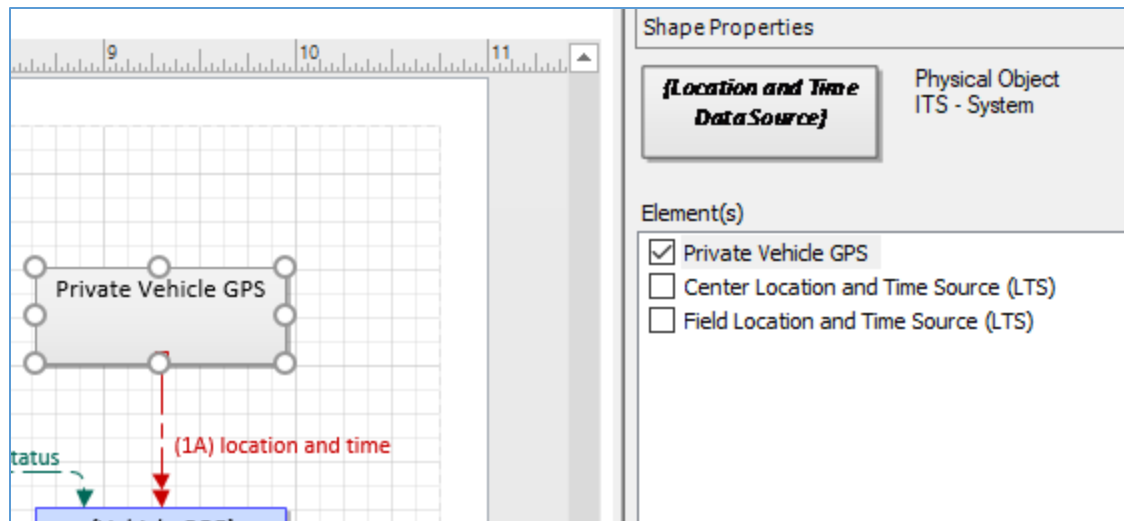 9
10
11
Private Vehicle GPS
(1A) location and time
tatus
Shape Properties
{Location and Time
Data Source}
Physical Object
ITS - System
Element(s)
Private Vehicle GPS
Center Location and Time Source (LTS)
Field Location and Time Source (LTS)